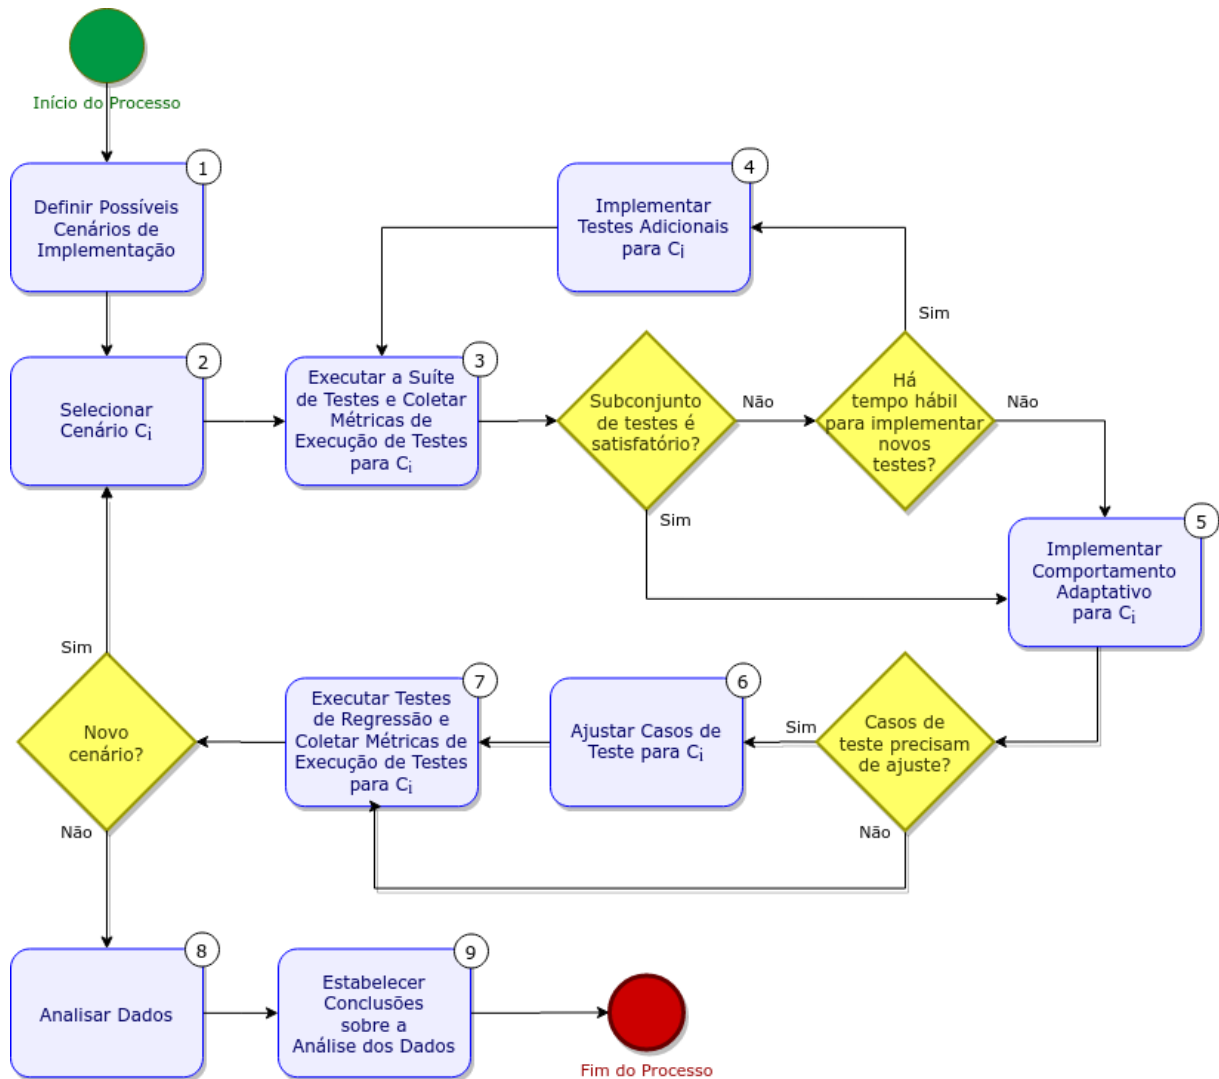 Início do Processo
1
Definir Possíveis
Cenários de
Implementação
2
Selecionar
Cenário Ci
3
Executar a Suíte
de Testes e Coletar
Métricas de
Execução de Testes
para Ci
4
Implementar
Testes Adicionais
para Ci
Subconjunto
de testes é
satisfatório?
Não
Sim
Há
tempo hábil
para implementar
novos
testes?
Sim
Não
5
Implementar
Comportamento
Adaptativo
para Ci
Casos de
teste precisam
de ajuste?
Sim
Não
6
Ajustar Casos de
Teste para Ci
7
Executar Testes
de Regressão e
Coletar Métricas de
Execução de Testes
para Ci
Novo
cenário?
Sim
Não
8
Analisar Dados
9
Estabelecer
Conclusões
sobre a
Análise dos Dados
Fim do Processo